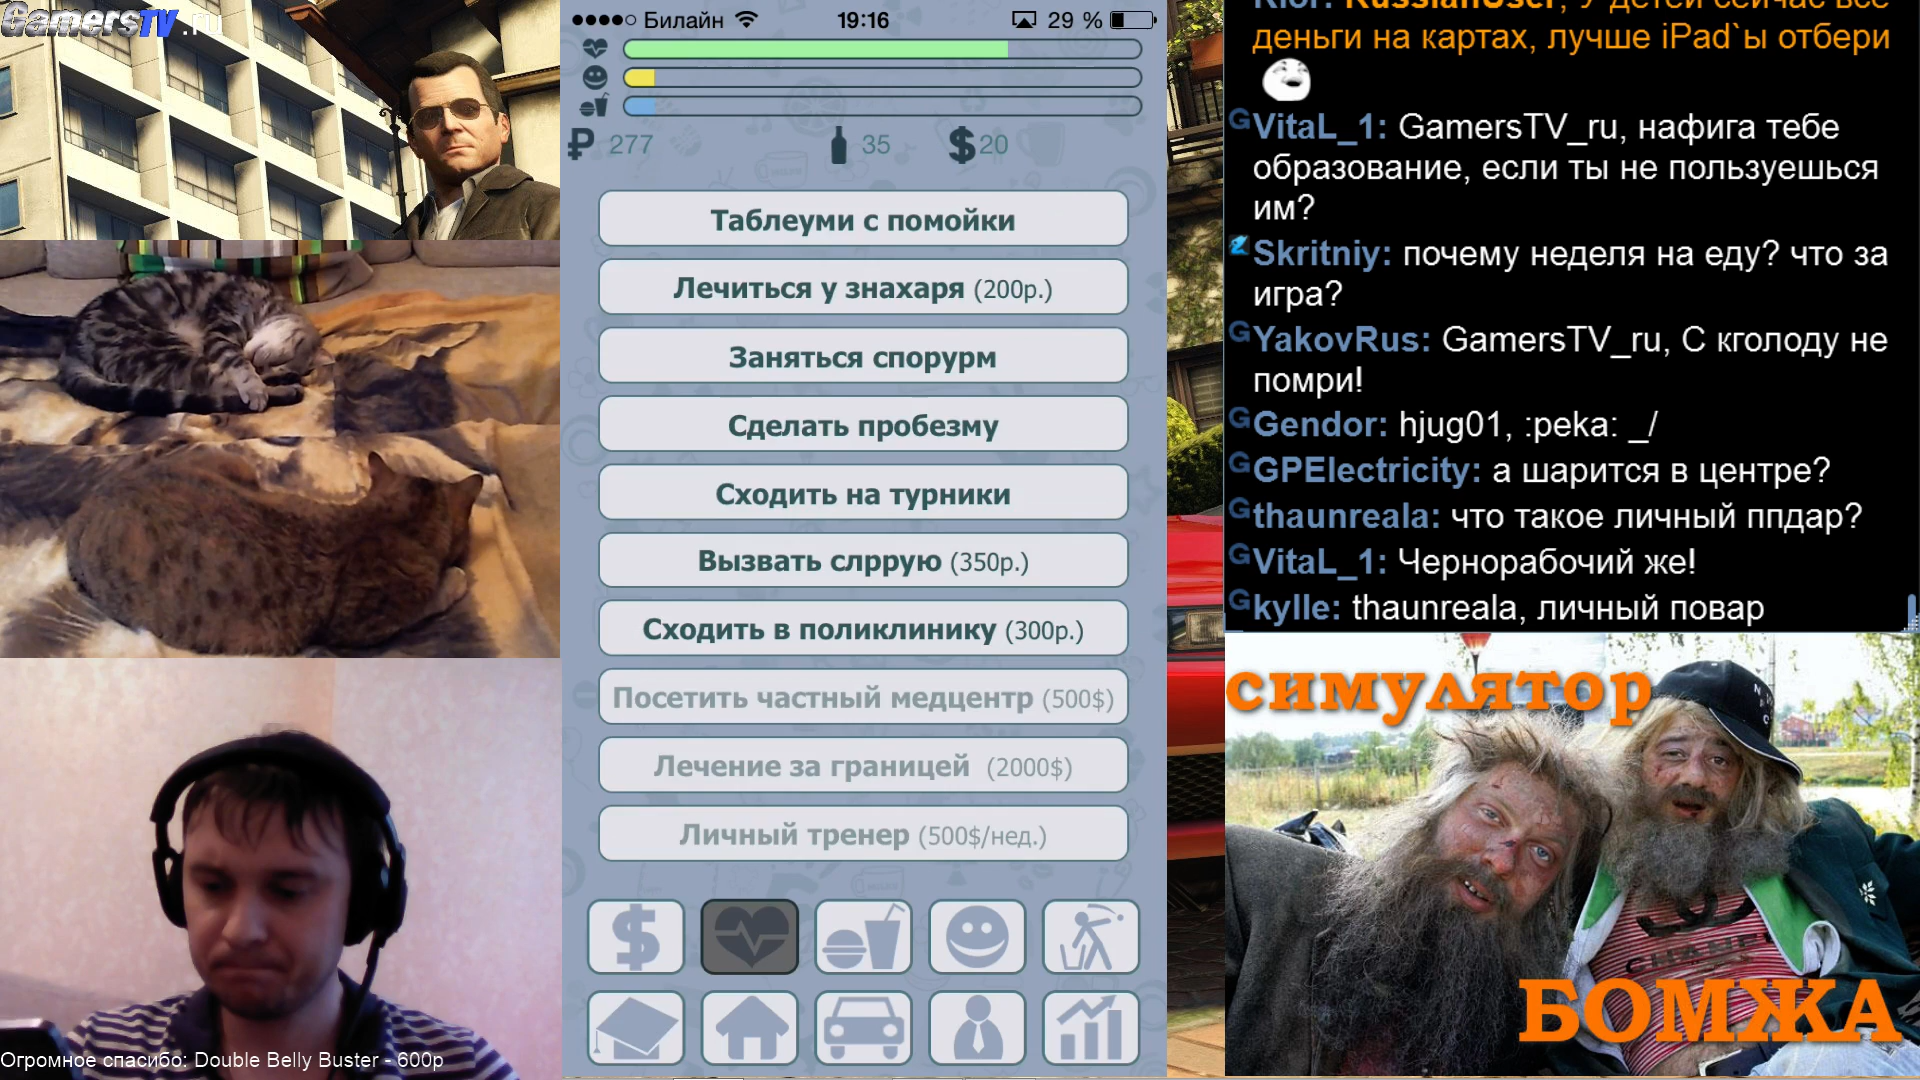 GamersTV.ru
Билайн 19:16 29 %
277 35 $20
Таблеуми с помойки
Лечиться у знахаря (200р.)
Заняться спорурм
Сделать пробезму
Сходить на турники
Вызвать слррую (350р.)
Сходить в поликлинику (300р.)
Посетить частный медцентр (500$)
Лечение за границей (2000$)
Личный тренер (500$/нед.)
деньги на картах, лучше iPad`ы отбери
VitaL_1: GamersTV_ru, нафига тебе
образование, если ты не пользуешься
им?
Skritniy: почему неделя на еду? что за
игра?
YakovRus: GamersTV_ru, С кголоду не
помри!
Gendor: hjug01, :peka: _/
GPElectricity: а шарится в центре?
thaunreala: что такое личный ппдар?
VitaL_1: Чернорабочий же!
kylle: thaunreala, личный повар
симулятор
БОМЖА
Огромное спасибо: Double Belly Buster - 600р